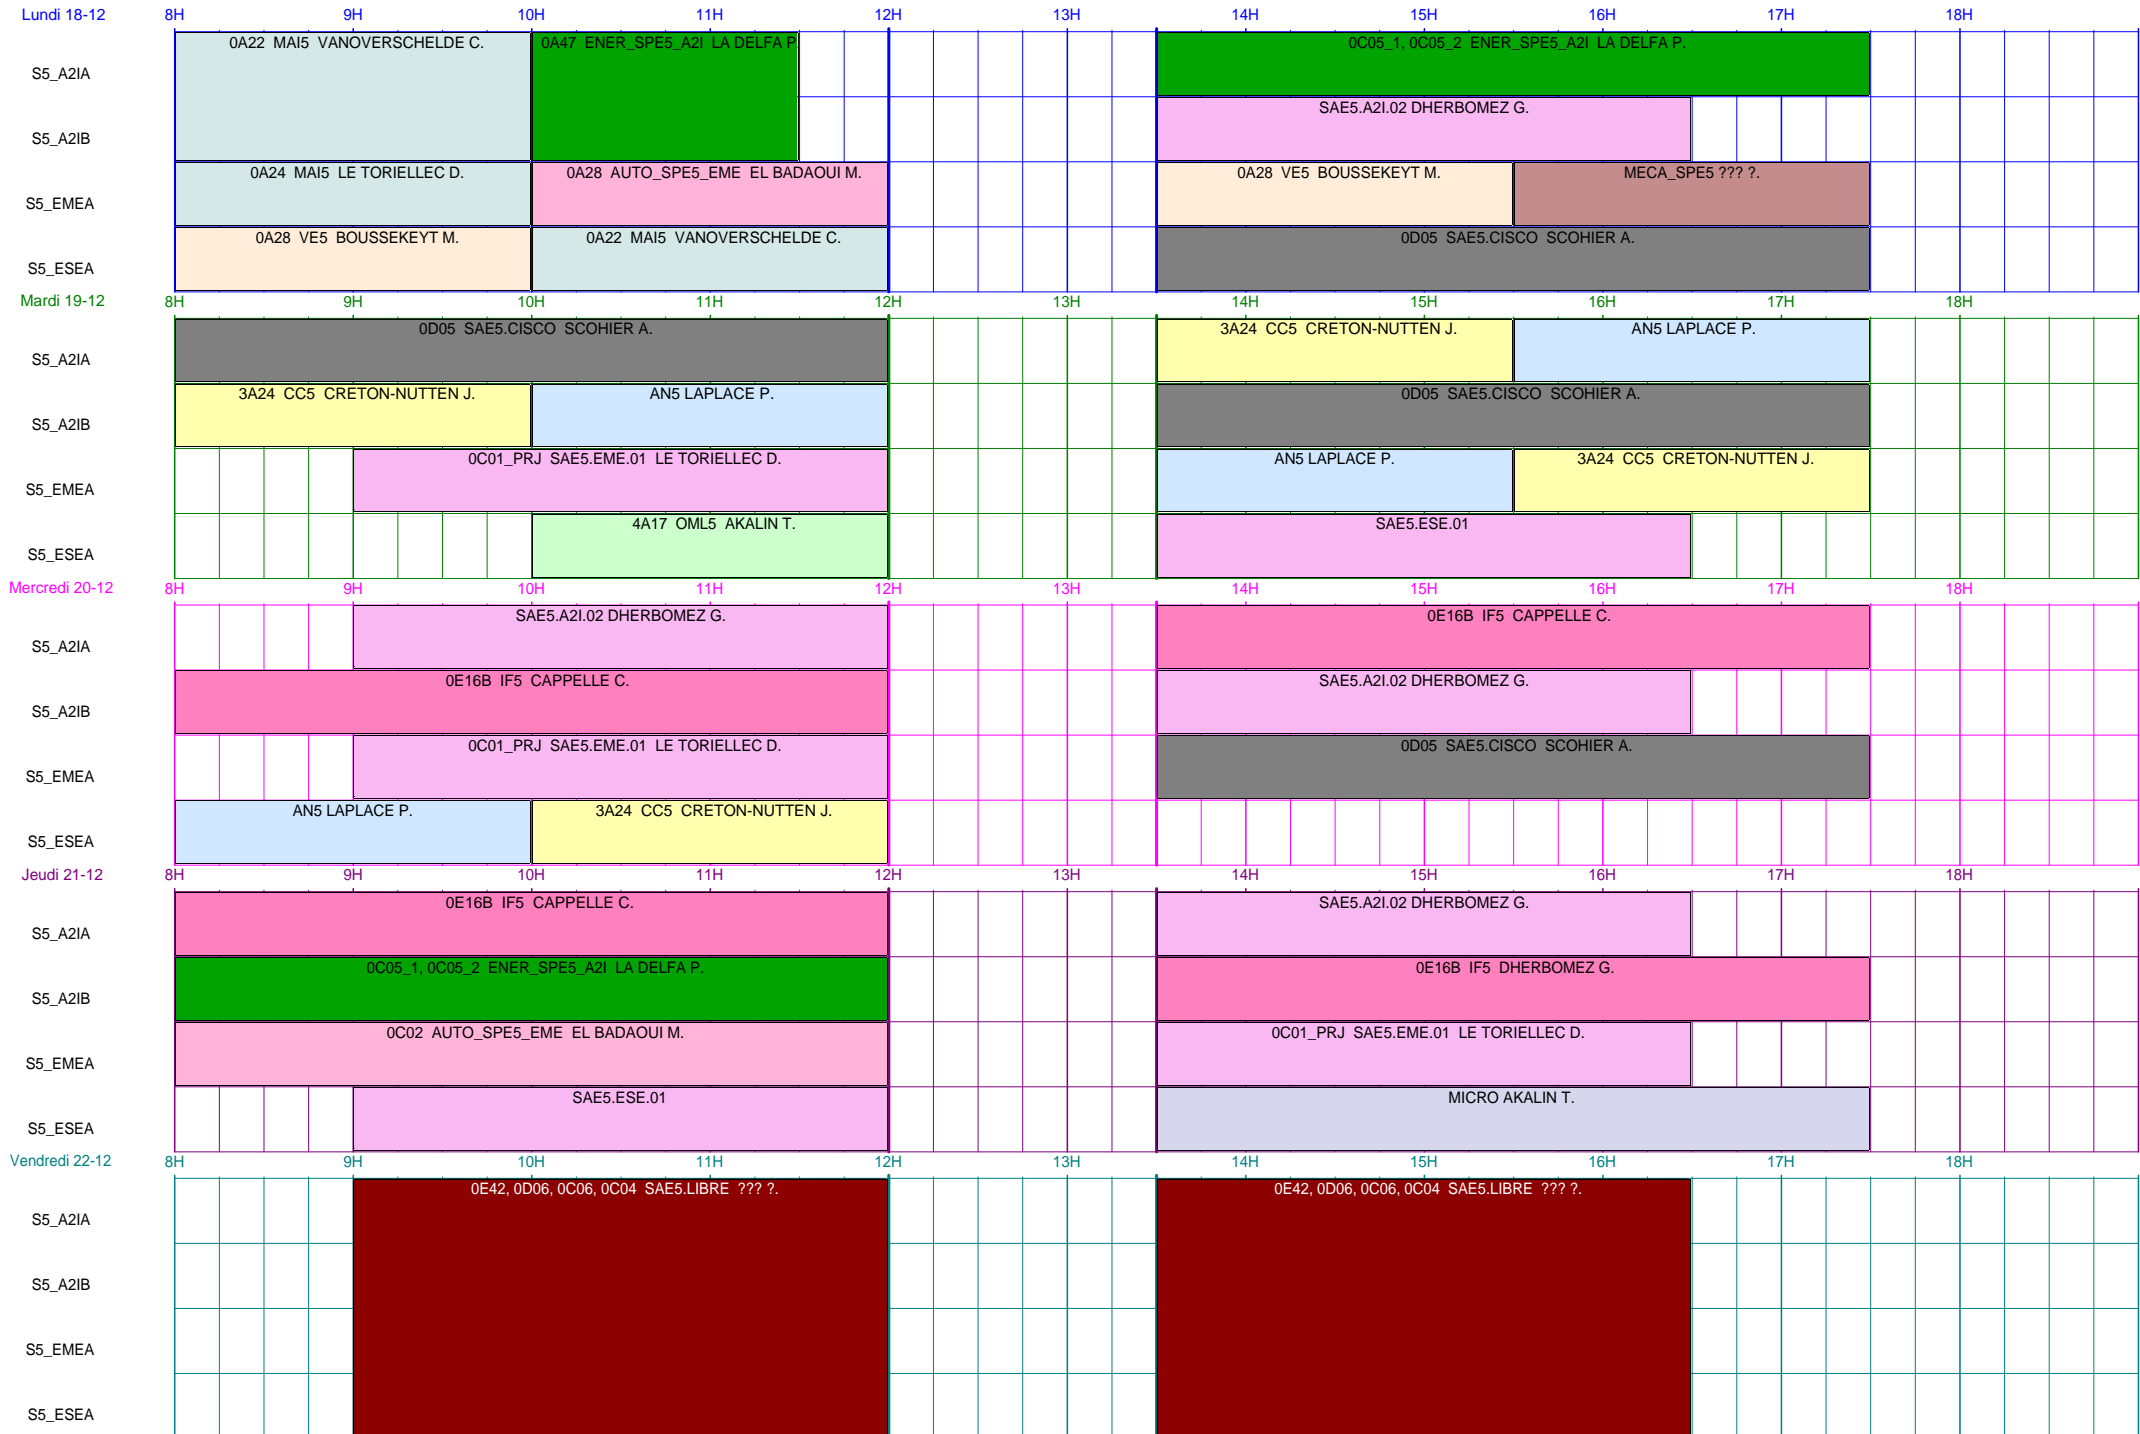 Lundi 18-12 8H 9H 10H 11H 12H 13H 14H 15H 16H 17H 18H
0A22 MAI5 VANOVERSCHELDE C. 0A47 ENER_SPE5_A2I LA DELFA P 0C05_1, 0C05_2 ENER_SPE5_A2I LA DELFA P.
S5_A2IA
SAE5.A2I.02 DHERBOMEZ G.
S5_A2IB
0A24 MAI5 LE TORIELLEC D. 0A28 AUTO_SPE5_EME EL BADAOUI M. 0A28 VE5 BOUSSEKEYT M. MECA_SPE5 ??? ?.
S5_EMEA
0A28 VE5 BOUSSEKEYT M. 0A22 MAI5 VANOVERSCHELDE C. 0D05 SAE5.CISCO SCOHIER A.
S5_ESEA
Mardi 19-12 8H 9H 10H 11H 12H 13H 14H 15H 16H 17H 18H
0D05 SAE5.CISCO SCOHIER A. 3A24 CC5 CRETON-NUTTEN J. AN5 LAPLACE P.
S5_A2IA
3A24 CC5 CRETON-NUTTEN J. AN5 LAPLACE P. 0D05 SAE5.CISCO SCOHIER A.
S5_A2IB
0C01_PRJ SAE5.EME.01 LE TORIELLEC D. AN5 LAPLACE P. 3A24 CC5 CRETON-NUTTEN J.
S5_EMEA
4A17 OML5 AKALIN T. SAE5.ESE.01
S5_ESEA
Mercredi 20-12 8H 9H 10H 11H 12H 13H 14H 15H 16H 17H 18H
SAE5.A2I.02 DHERBOMEZ G. 0E16B IF5 CAPPELLE C.
S5_A2IA
0E16B IF5 CAPPELLE C. SAE5.A2I.02 DHERBOMEZ G.
S5_A2IB
0C01_PRJ SAE5.EME.01 LE TORIELLEC D. 0D05 SAE5.CISCO SCOHIER A.
S5_EMEA
AN5 LAPLACE P. 3A24 CC5 CRETON-NUTTEN J.
S5_ESEA
Jeudi 21-12 8H 9H 10H 11H 12H 13H 14H 15H 16H 17H 18H
0E16B IF5 CAPPELLE C. SAE5.A2I.02 DHERBOMEZ G.
S5_A2IA
0C05_1, 0C05_2 ENER_SPE5_A2I LA DELFA P. 0E16B IF5 DHERBOMEZ G.
S5_A2IB
0C02 AUTO_SPE5_EME EL BADAOUI M. 0C01_PRJ SAE5.EME.01 LE TORIELLEC D.
S5_EMEA
SAE5.ESE.01 MICRO AKALIN T.
S5_ESEA
Vendredi 22-12 8H 9H 10H 11H 12H 13H 14H 15H 16H 17H 18H
0E42, 0D06, 0C06, 0C04 SAE5.LIBRE ??? ?. 0E42, 0D06, 0C06, 0C04 SAE5.LIBRE ??? ?.
S5_A2IA
S5_A2IB
S5_EMEA
S5_ESEA